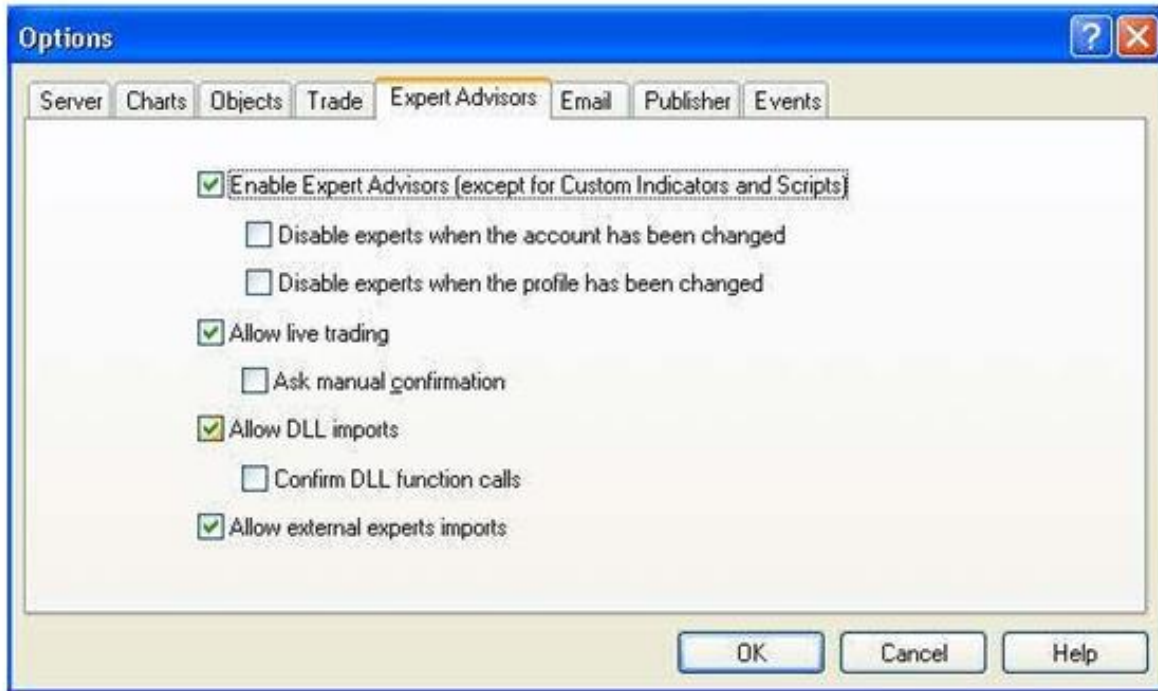 Options
Server Charts Objects Trade Expert Advisors Email Publisher Events
Enable Expert Advisors (except for Custom Indicators and Scripts)
Disable experts when the account has been changed
Disable experts when the profile has been changed
Allow live trading
Ask manual confirmation
Allow DLL imports
Confirm DLL function calls
Allow external experts imports
OK Cancel Help